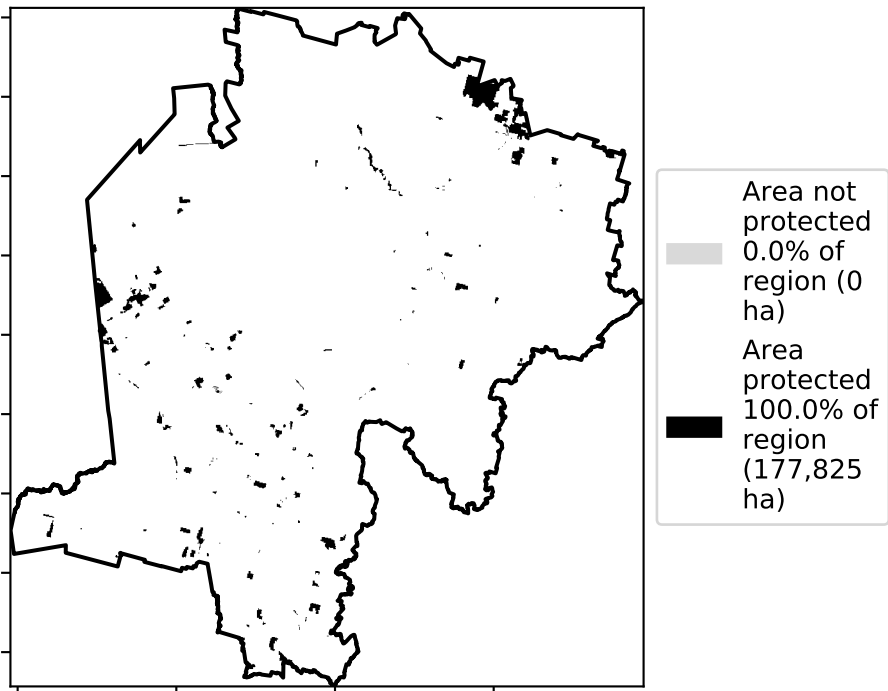 Area not
protected
0.0% of
region (0
ha)
Area
protected
100.0% of
region
(177,825
ha)